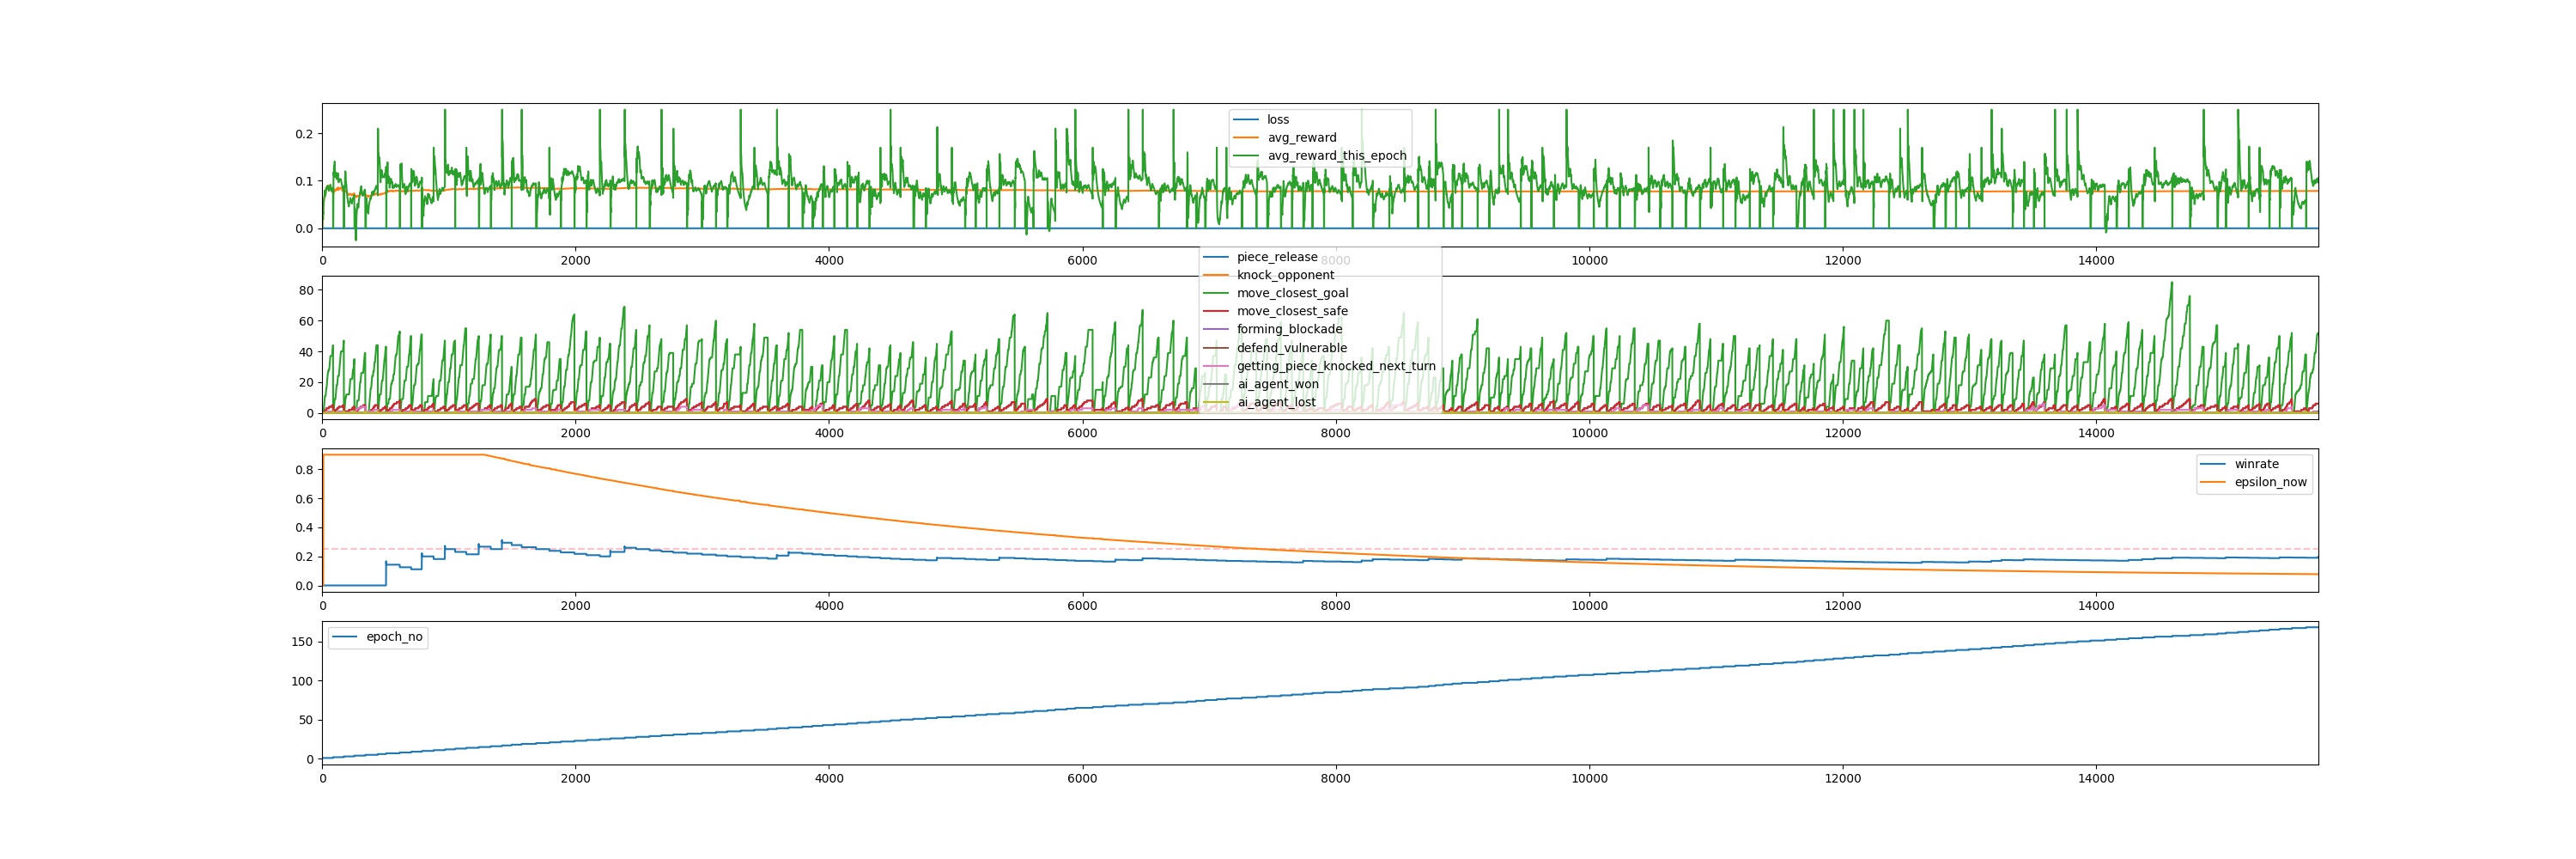 0.2
0.1
0.0
loss
avg_reward
avg_reward_this_epoch
0 2000 4000 6000 8000 10000 12000 14000
80
60
40
20
0
piece_release
knock_opponent
move_closest_goal
move_closest_safe
forming_blockade
defend_vulnerable
getting_piece_knocked_next_turn
ai_agent_won
ai_agent_lost
0 2000 4000 6000 8000 10000 12000 14000
0.8
0.6
0.4
0.2
0.0
winrate
epsilon_now
0 2000 4000 6000 8000 10000 12000 14000
150
100
50
0
epoch_no
0 2000 4000 6000 8000 10000 12000 14000